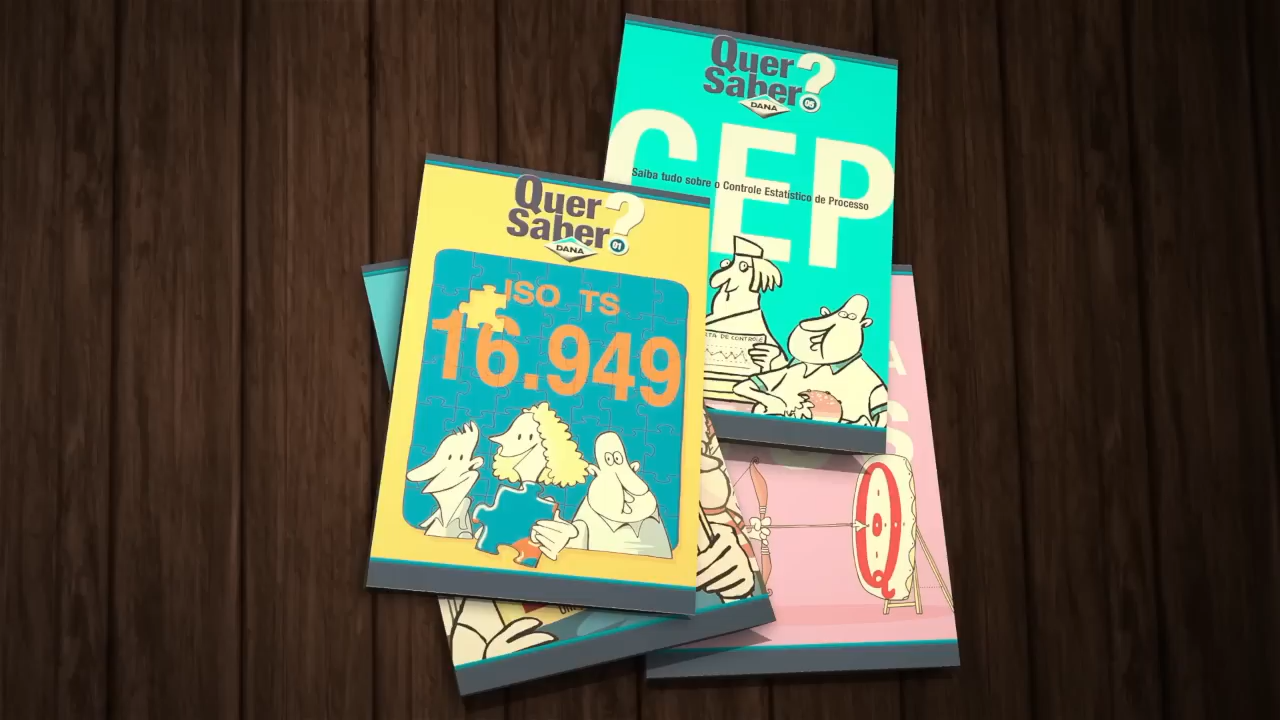 Quer
Saber?
DANA
05
CEP
Saiba tudo sobre o Controle Estatístico de Processo
Quer
Saber?
DANA
01
ISO TS
16.949
A
S
Q